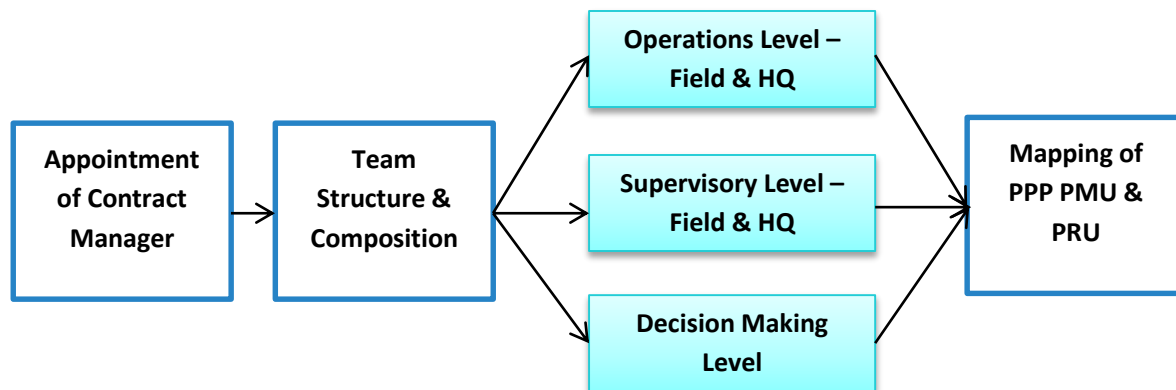 Appointment
of Contract
Manager
Team
Structure &
Composition
Operations Level –
Field & HQ
Supervisory Level –
Field & HQ
Decision Making
Level
Mapping of
PPP PMU &
PRU